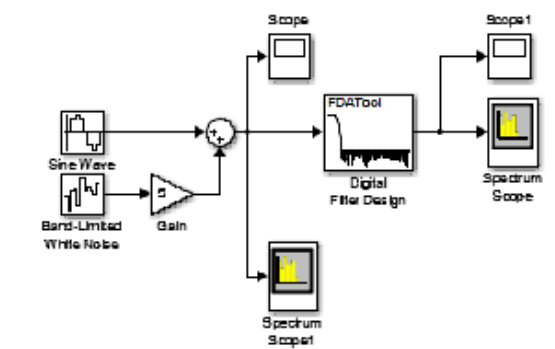 Scope
Scope1
FDATool
Sine Wave
Digital
Filter Design
Spectrum
Scope
5
Band-Limited
White Noise
Gain
Spectrum
Scope1